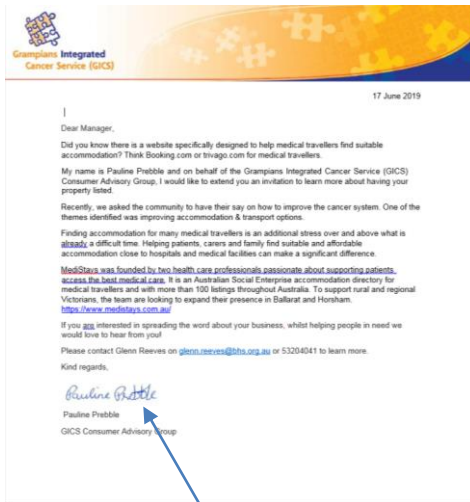 Grampians Integrated
Cancer Service (GICS)
17 June 2019
Dear Manager,
Did you know there is a website specifically designed to help medical travellers find suitable
accommodation? Think Booking.com or trivago.com for medical travellers.
My name is Pauline Prebble and on behalf of the Grampians Integrated Cancer Service (GICS)
Consumer Advisory Group, I would like to extend you an invitation to learn more about having your
property listed.
Recently, we asked the community to have their say on how to improve the cancer system. One of the
themes identified was improving accommodation & transport options.
Finding accommodation for many medical travellers is an additional stress over and above what is
already a difficult time. Helping patients, carers and family find suitable and affordable
accommodation close to hospitals and medical facilities can make a significant difference.
MediStays was founded by two health care professionals passionate about supporting patients
access the best medical care. It is an Australian Social Enterprise accommodation directory for
medical travellers and with more than 100 listings throughout Australia. To support rural and regional
Victorians, the team are looking to expand their presence in Ballarat and Horsham.
https://www.medistays.com.au/
If you are interested in spreading the word about your business, whilst helping people in need we
would love to hear from you!
Please contact Glenn Reeves on glenn.reeves@bhs.org.au or 53204041 to learn more.
Kind regards,
Pauline Prebble
Pauline Prebble
GICS Consumer Advisory Group